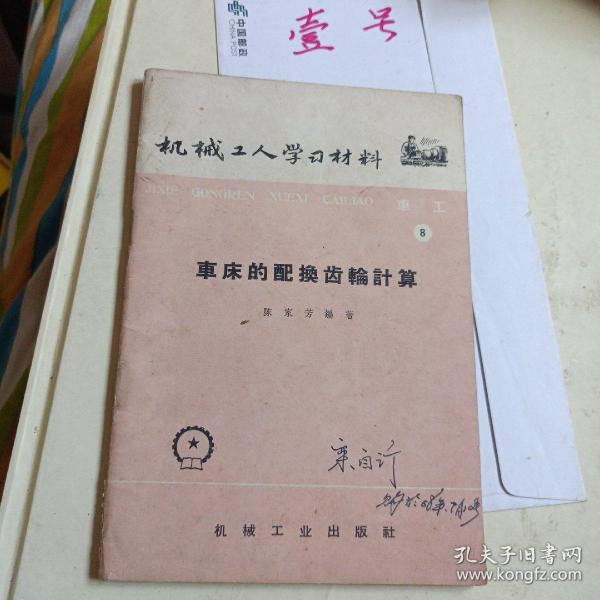 中国邮政
CHINA POST
壹号
机械工人学习材料
JIXIE GONGREN XUEXI CAILIAO 車工
8
車床的配換齿輪計算
陈家芳編著
机械工业出版社
孔夫子旧书网
www.kongfz.com